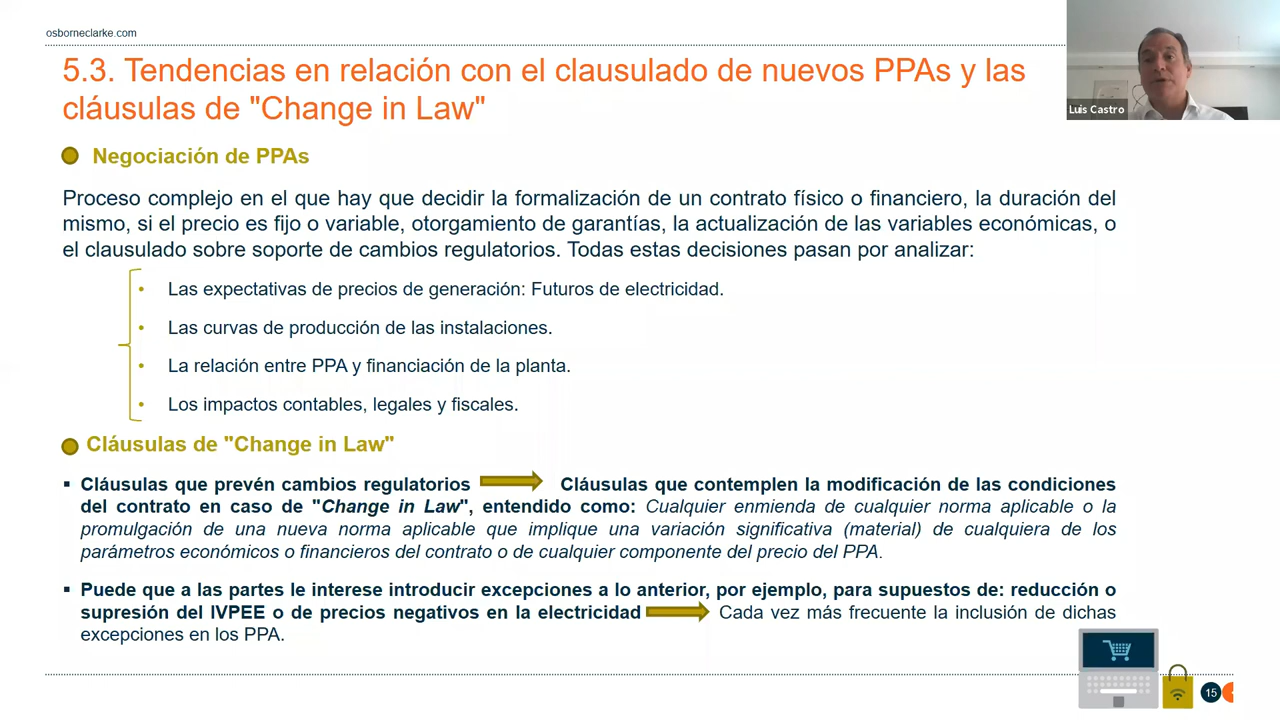 osborneclarke.com
5.3. Tendencias en relación con el clausulado de nuevos PPAs y las
cláusulas de "Change in Law"
Luis Castro
Negociación de PPAs
Proceso complejo en el que hay que decidir la formalización de un contrato físico o financiero, la duración del
mismo, si el precio es fijo o variable, otorgamiento de garantías, la actualización de las variables económicas, o
el clausulado sobre soporte de cambios regulatorios. Todas estas decisiones pasan por analizar:
• Las expectativas de precios de generación: Futuros de electricidad.
• Las curvas de producción de las instalaciones.
• La relación entre PPA y financiación de la planta.
• Los impactos contables, legales y fiscales.
Cláusulas de "Change in Law"
▪ Cláusulas que prevén cambios regulatorios Cláusulas que contemplen la modificación de las condiciones
del contrato en caso de "Change in Law", entendido como: Cualquier enmienda de cualquier norma aplicable o la
promulgación de una nueva norma aplicable que implique una variación significativa (material) de cualquiera de los
parámetros económicos o financieros del contrato o de cualquier componente del precio del PPA.
▪ Puede que a las partes le interese introducir excepciones a lo anterior, por ejemplo, para supuestos de: reducción o
supresión del IVPEE o de precios negativos en la electricidad Cada vez más frecuente la inclusión de dichas
excepciones en los PPA.
15